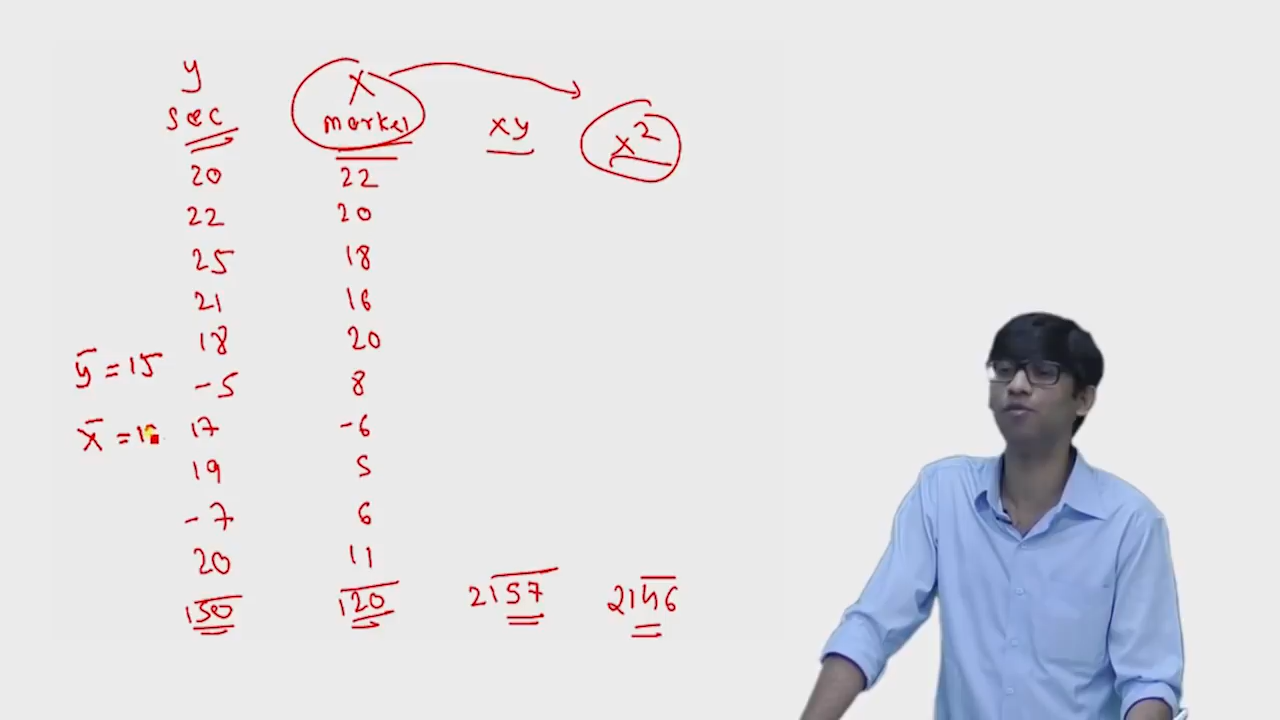 y X
sec market xy x2
20 22
22 20
25 18
21 16
18 20
ȳ = 15 -5 8
17 -6
19 5
-7 6
20 11
150 120 2157 2146